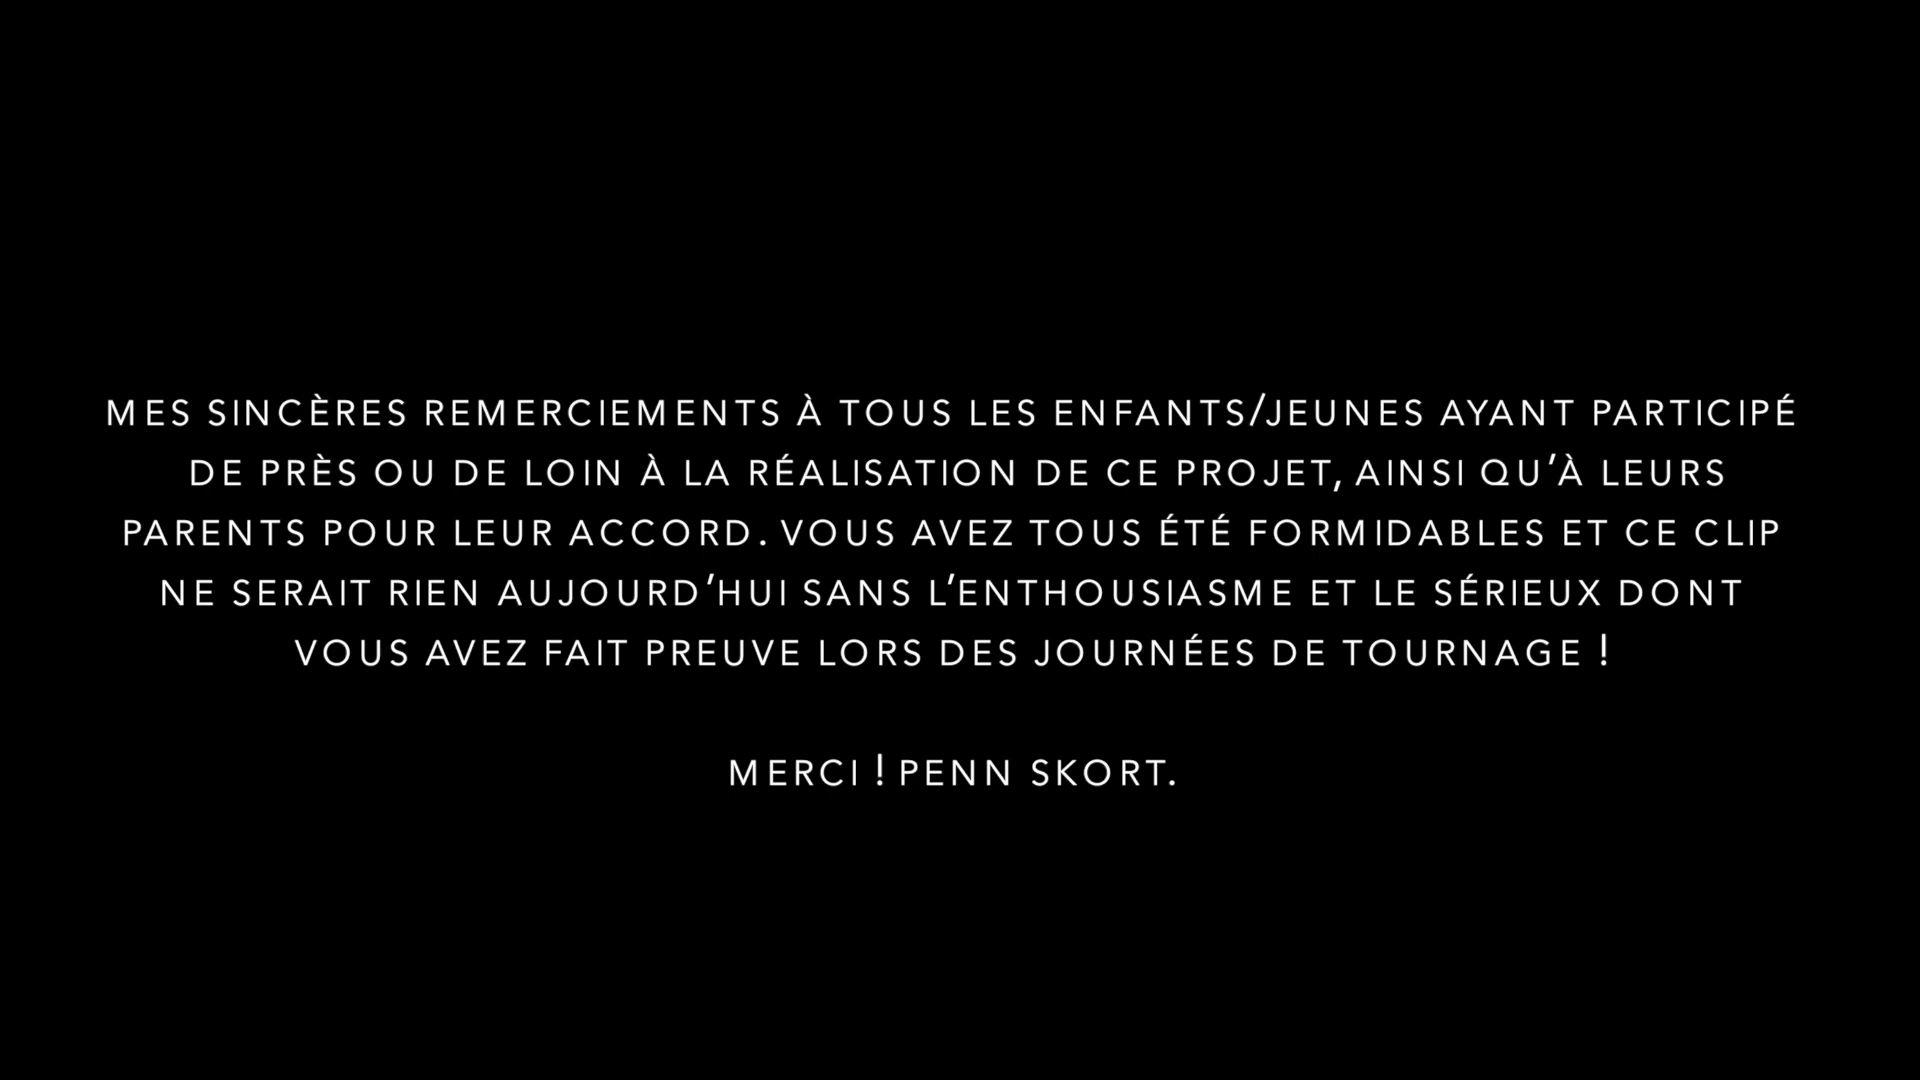 MES SINCÈRES REMERCIEMENTS À TOUS LES ENFANTS/JEUNES AYANT PARTICIPÉ
DE PRÈS OU DE LOIN À LA RÉALISATION DE CE PROJET, AINSI QU'À LEURS
PARENTS POUR LEUR ACCORD. VOUS AVEZ TOUS ÉTÉ FORMIDABLES ET CE CLIP
NE SERAIT RIEN AUJOURD'HUI SANS L'ENTHOUSIASME ET LE SÉRIEUX DONT
VOUS AVEZ FAIT PREUVE LORS DES JOURNÉES DE TOURNAGE !
MERCI ! PENN SKORT.